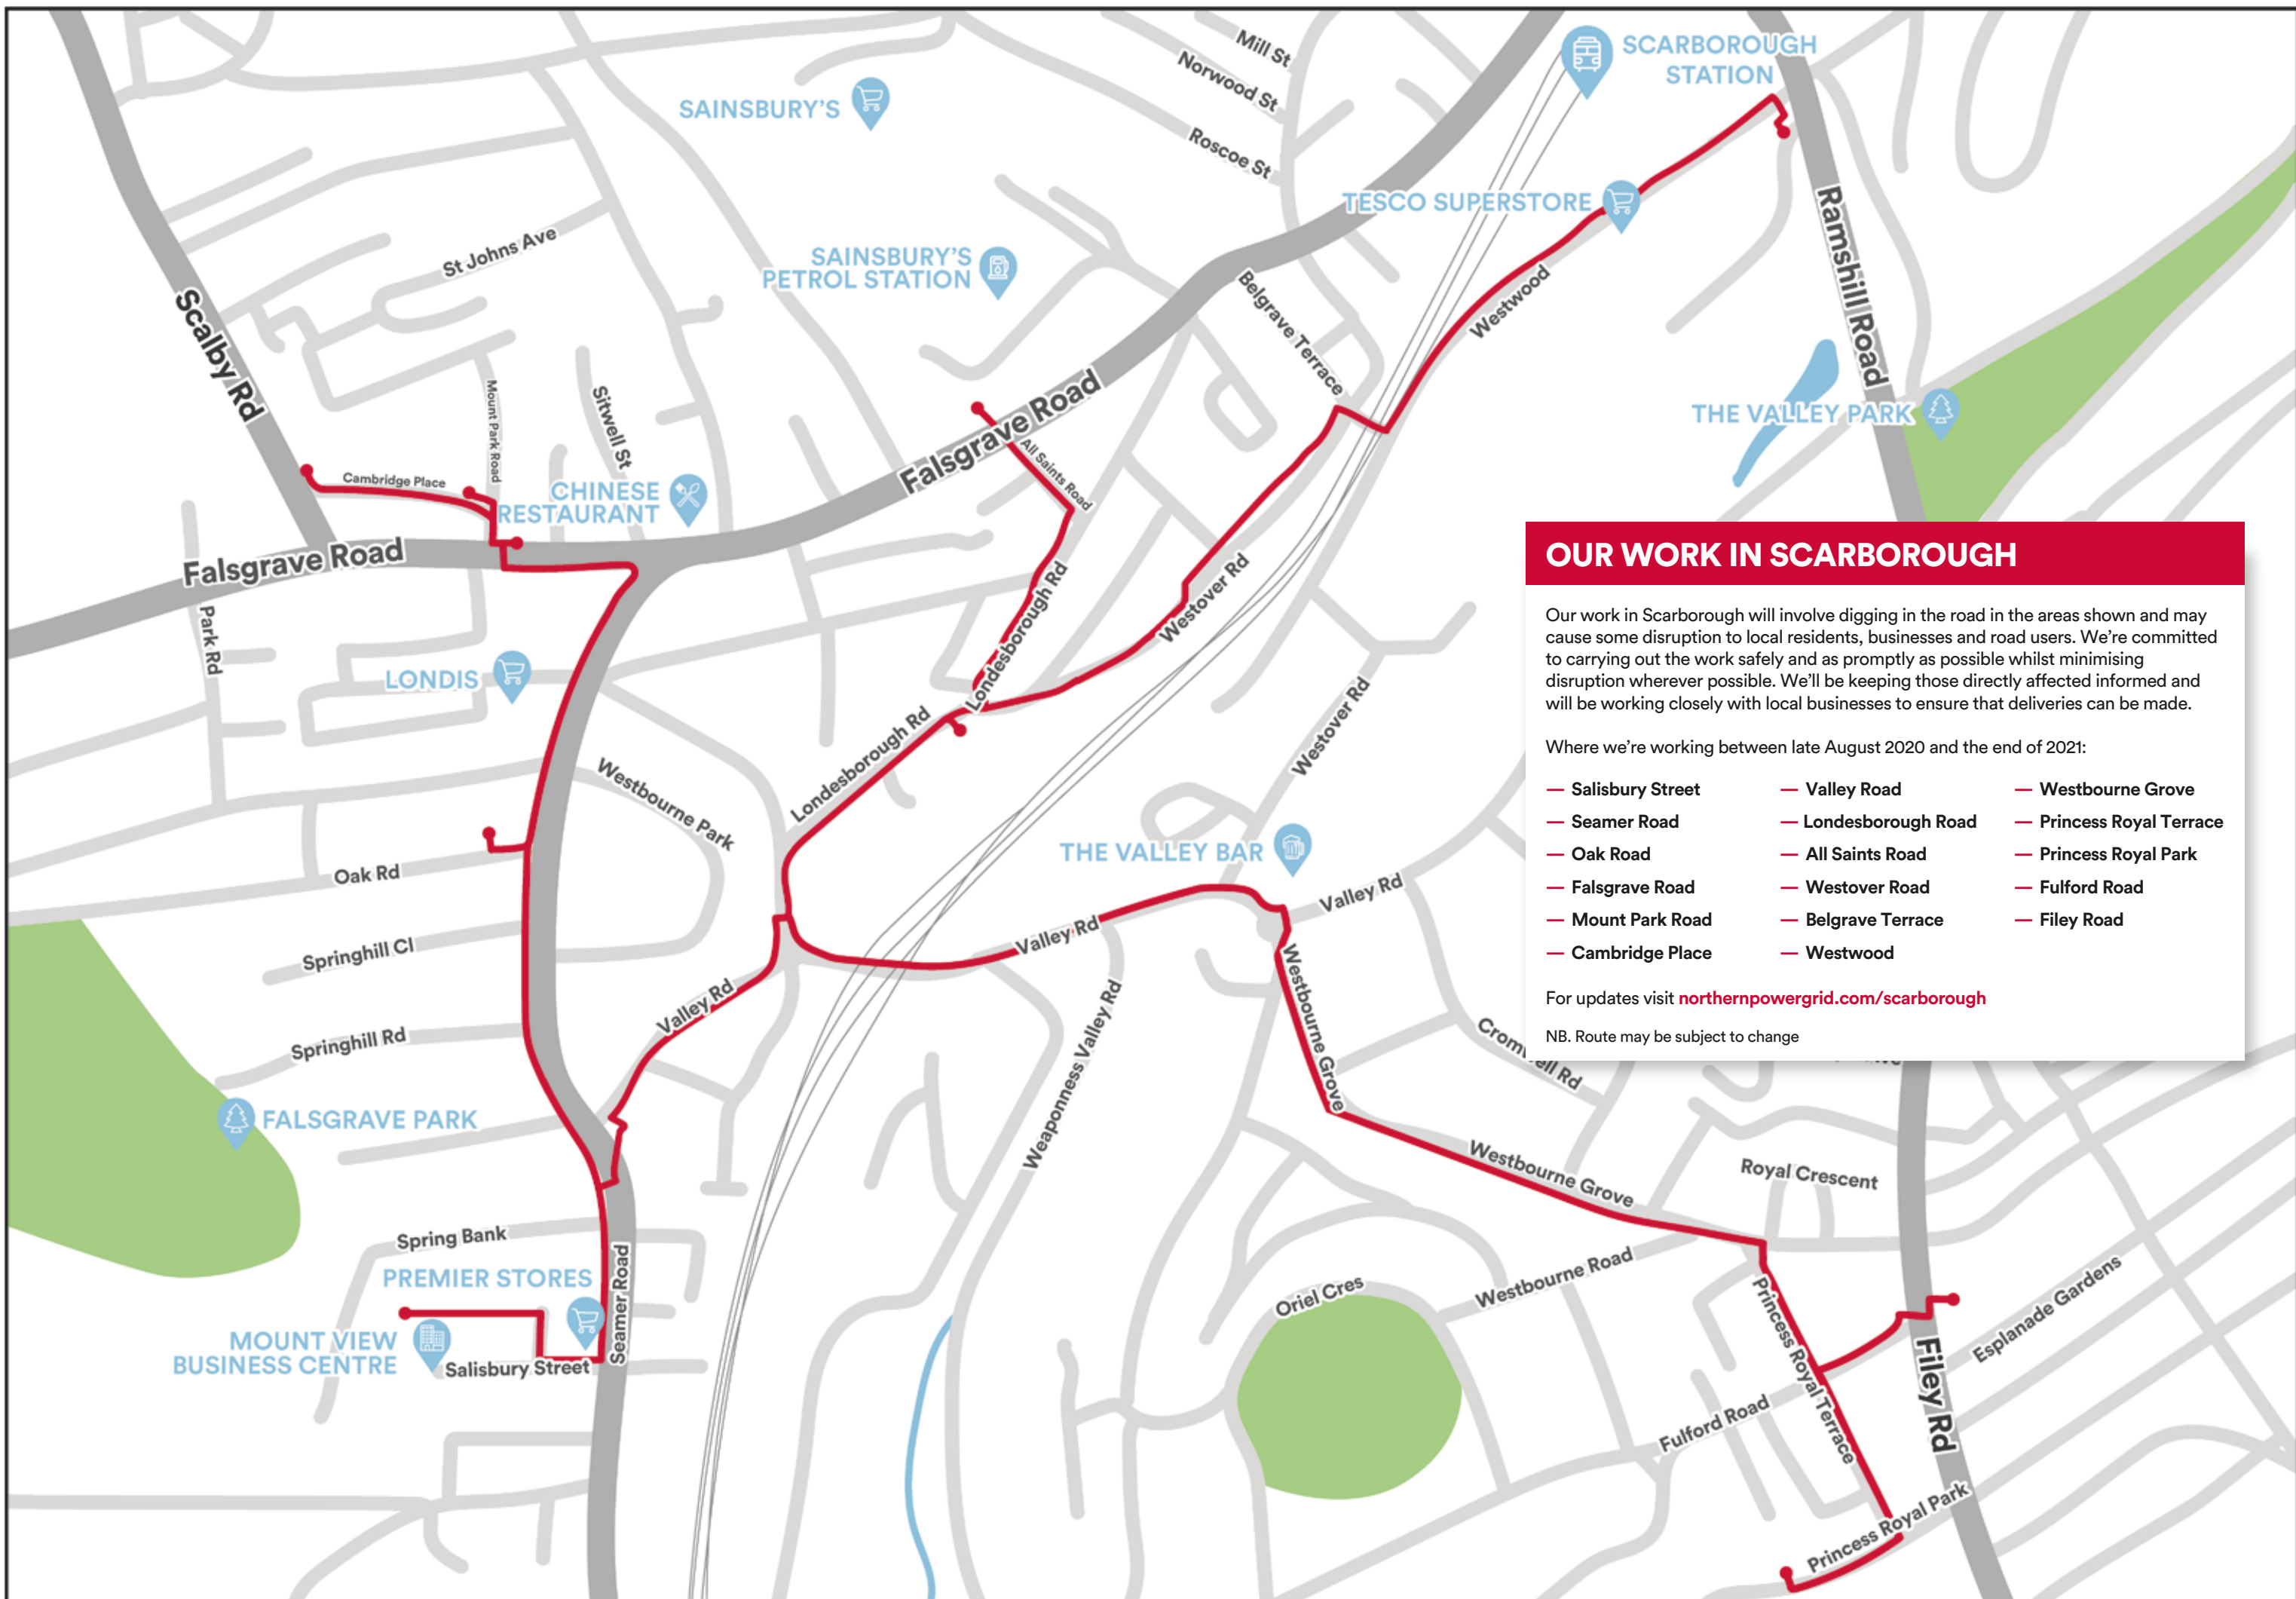 Mill St
Norwood St
Roscoe St
SCARBOROUGH
STATION
SAINSBURY'S
TESCO SUPERSTORE
SAINSBURY'S
PETROL STATION
St Johns Ave
Scalby Rd
Belgrave Terrace
Westwood
Ramshill Road
THE VALLEY PARK
Mount Park Road
Sitwell St
Falsgrave Road
All Saints Road
Cambridge Place
CHINESE
RESTAURANT
Falsgrave Road
Park Rd
LONDIS
Londesborough Rd
Westover Rd
Londesborough Rd
Westover Rd
Westbourne Park
THE VALLEY BAR
Valley Rd
Oak Rd
Valley Rd
Springhill Cl
Valley Rd
Weaponness Valley Rd
Westbourne Grove
Springhill Rd
Cromwell Rd
FALSGRAVE PARK
Westbourne Grove
Royal Crescent
Spring Bank
PREMIER STORES
Seamer Road
MOUNT VIEW
BUSINESS CENTRE
Salisbury Street
Oriel Cres
Westbourne Road
Princess Royal Terrace
Esplanade Gardens
Filey Rd
Fulford Road
Princess Royal Park
OUR WORK IN SCARBOROUGH
Our work in Scarborough will involve digging in the road in the areas shown and may
cause some disruption to local residents, businesses and road users. We're committed
to carrying out the work safely and as promptly as possible whilst minimising
disruption wherever possible. We'll be keeping those directly affected informed and
will be working closely with local businesses to ensure that deliveries can be made.
Where we're working between late August 2020 and the end of 2021:
— Salisbury Street
— Seamer Road
— Oak Road
— Falsgrave Road
— Mount Park Road
— Cambridge Place
— Valley Road
— Londesborough Road
— All Saints Road
— Westover Road
— Belgrave Terrace
— Westwood
— Westbourne Grove
— Princess Royal Terrace
— Princess Royal Park
— Fulford Road
— Filey Road
For updates visit northernpowergrid.com/scarborough
NB. Route may be subject to change